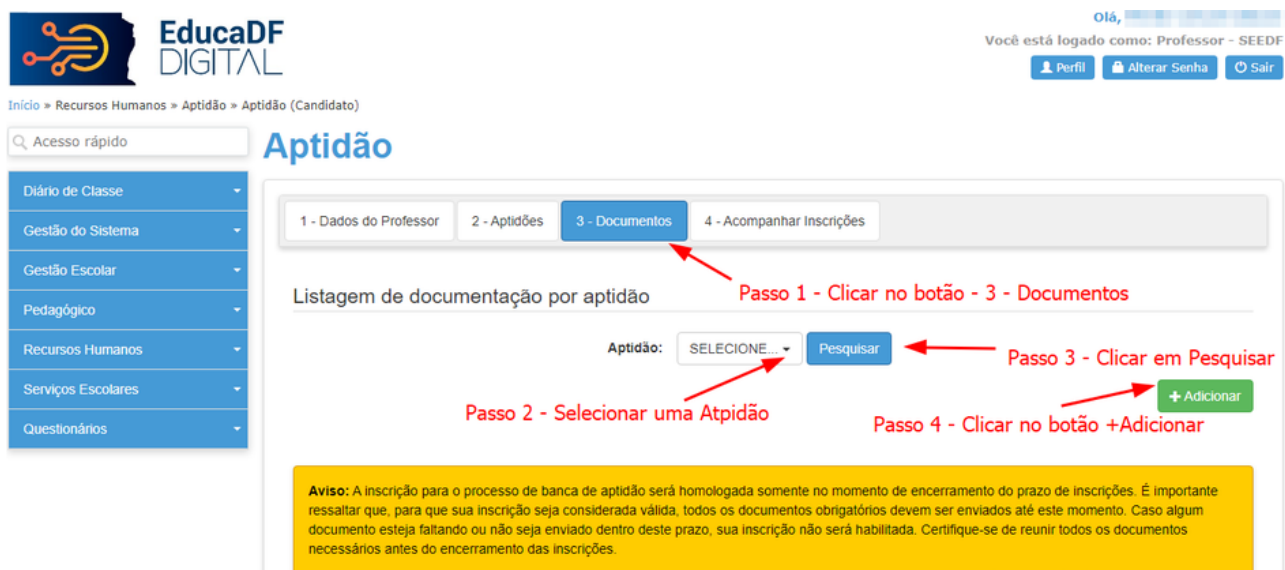 EducaDF
DIGITAL
Olá,
Você está logado como: Professor - SEEDF
Perfil
Alterar Senha
Sair
Início » Recursos Humanos » Aptidão » Aptidão (Candidato)
Acesso rápido
Diário de Classe
Gestão do Sistema
Gestão Escolar
Pedagógico
Recursos Humanos
Serviços Escolares
Questionários
Aptidão
1 - Dados do Professor
2 - Aptidões
3 - Documentos
4 - Acompanhar Inscrições
Passo 1 - Clicar no botão - 3 - Documentos
Listagem de documentação por aptidão
Aptidão:
SELECIONE...
Pesquisar
Passo 3 - Clicar em Pesquisar
Passo 2 - Selecionar uma Atpidão
+ Adicionar
Passo 4 - Clicar no botão +Adicionar
Aviso: A inscrição para o processo de banca de aptidão será homologada somente no momento de encerramento do prazo de inscrições. É importante
ressaltar que, para que sua inscrição seja considerada válida, todos os documentos obrigatórios devem ser enviados até este momento. Caso algum
documento esteja faltando ou não seja enviado dentro deste prazo, sua inscrição não será habilitada. Certifique-se de reunir todos os documentos
necessários antes do encerramento das inscrições.